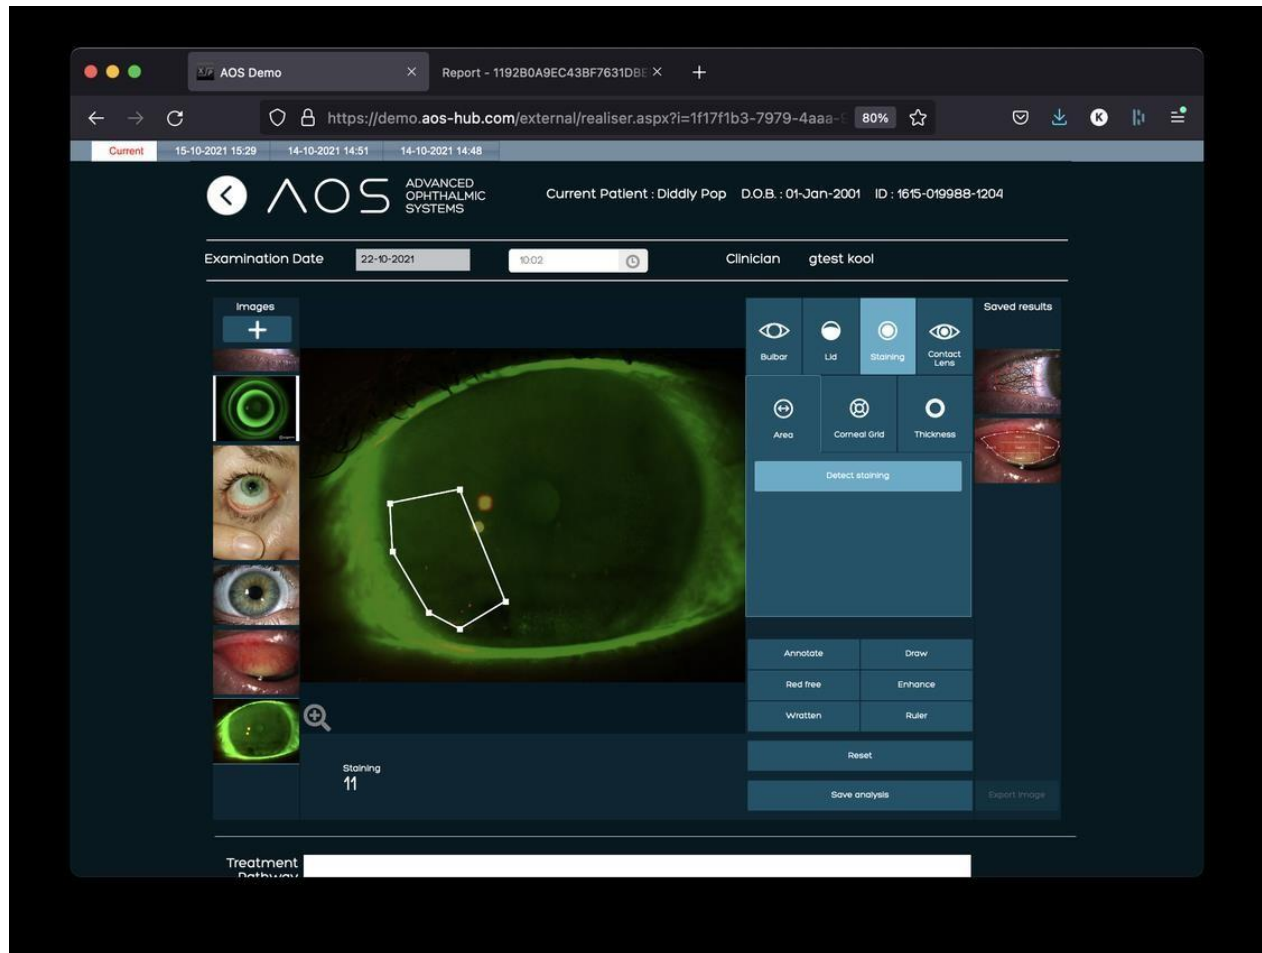 AOS Demo
Report - 1192B0A9EC43BF7631DBE
https://demo.aos-hub.com/external/realiser.aspx?i=1f17f1b3-7979-4aaa-
80%
K
Current 15-10-2021 15:29 14-10-2021 14:51 14-10-2021 14:48
AOS
ADVANCED
OPHTHALMIC
SYSTEMS
Current Patient : Diddly Pop D.O.B. : 01-Jan-2001 ID : 1615-019988-1204
Examination Date 22-10-2021 10:02 Clinician gtest kool
Images
Bulbar Lid Staining Contact
Lens
Saved results
Area Corneal Grid Thickness
Detect staining
Annotate Draw
Red free Enhance
Wratten Ruler
Reset
Staining
11
Save analysis
Export image
Treatment
Pathway